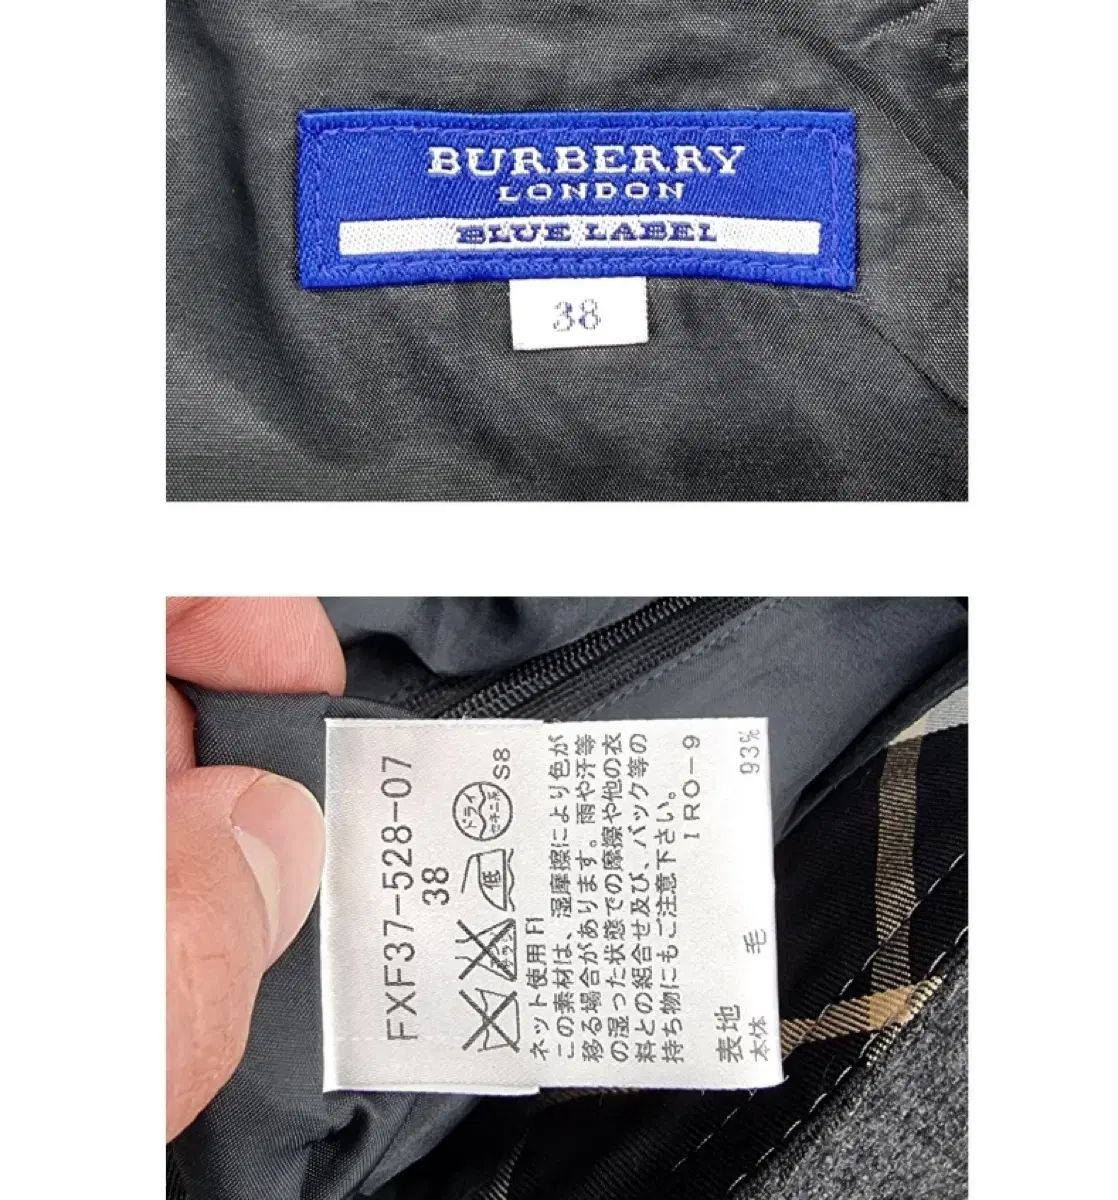 BURBERRY
LONDON
BLUE LABEL
38
FXF37-528-07
38
低
ドライ
セキユ系
S8
ネット使用 FI
この素材は、湿摩擦により色が
移る場合があります。雨や汗等
の湿った状態での摩擦や他の衣
料との組合せ及び、バック等の
持ち物にもご注意下さい。
IRO-9
表地
本体 毛 93%